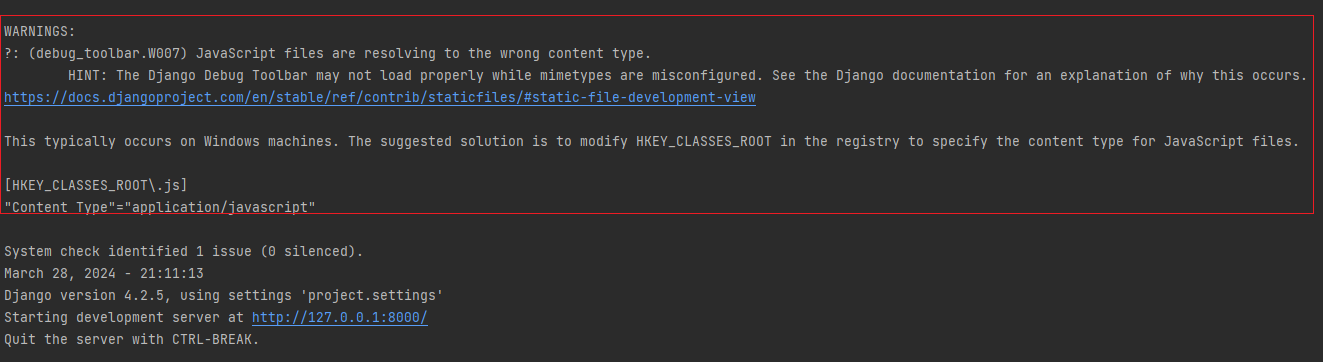 WARNINGS:
?: (debug_toolbar.W007) JavaScript files are resolving to the wrong content type.
HINT: The Django Debug Toolbar may not load properly while mimetypes are misconfigured. See the Django documentation for an explanation of why this occurs.
https://docs.djangoproject.com/en/stable/ref/contrib/staticfiles/#static-file-development-view
This typically occurs on Windows machines. The suggested solution is to modify HKEY_CLASSES_ROOT in the registry to specify the content type for JavaScript files.
[HKEY_CLASSES_ROOT\.js]
"Content Type"="application/javascript"
System check identified 1 issue (0 silenced).
March 28, 2024 - 21:11:13
Django version 4.2.5, using settings 'project.settings'
Starting development server at http://127.0.0.1:8000/
Quit the server with CTRL-BREAK.